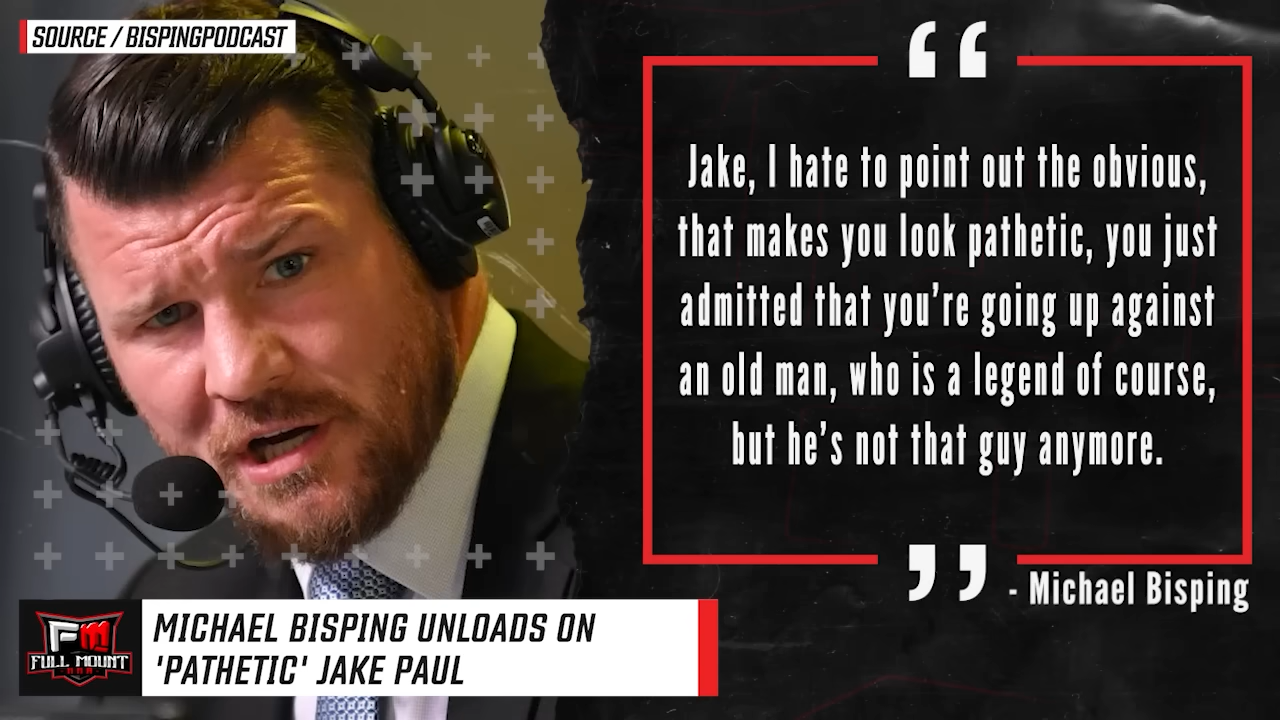 SOURCE / BISPINGPODCAST
“
Jake, I hate to point out the obvious,
that makes you look pathetic, you just
admitted that you're going up against
an old man, who is a legend of course,
but he's not that guy anymore.
”
- Michael Bisping
FM
FULL MOUNT
MICHAEL BISPING UNLOADS ON
'PATHETIC' JAKE PAUL